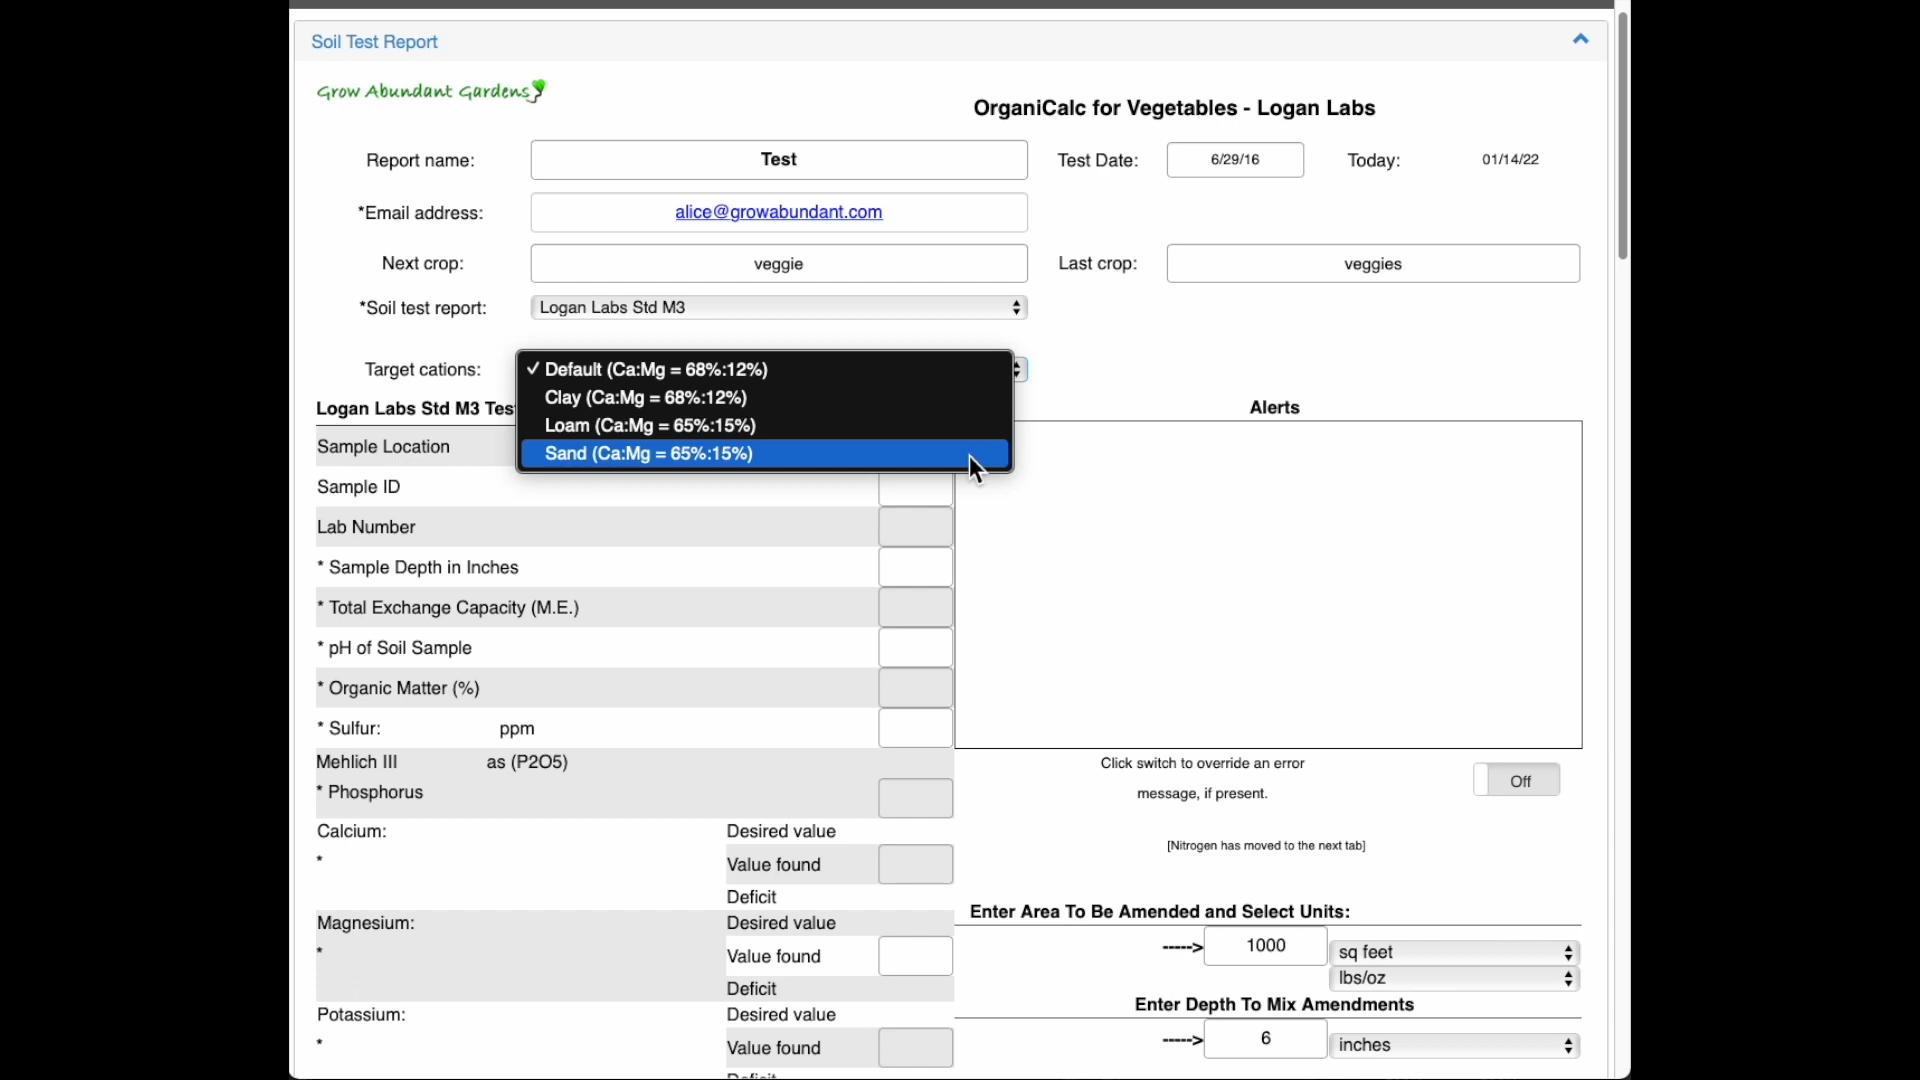 Soil Test Report
Grow Abundant Gardens
OrganiCalc for Vegetables - Logan Labs
Report name: Test Test Date: 6/29/16 Today: 01/14/22
*Email address: alice@growabundant.com
Next crop: veggie Last crop: veggies
*Soil test report: Logan Labs Std M3
Target cations: ✓ Default (Ca:Mg = 68%:12%)
Clay (Ca:Mg = 68%:12%)
Loam (Ca:Mg = 65%:15%)
Sand (Ca:Mg = 65%:15%)
Logan Labs Std M3 Tes
Alerts
Sample Location
Sample ID
Lab Number
* Sample Depth in Inches
* Total Exchange Capacity (M.E.)
* pH of Soil Sample
* Organic Matter (%)
* Sulfur: ppm
Mehlich III as (P2O5)
* Phosphorus
Click switch to override an error
message, if present.
Off
[Nitrogen has moved to the next tab]
Calcium: Desired value
* Value found
Deficit
Magnesium: Desired value
* Value found
Deficit
Potassium: Desired value
* Value found
Deficit
Enter Area To Be Amended and Select Units:
-----> 1000 sq feet
lbs/oz
Enter Depth To Mix Amendments
-----> 6 inches